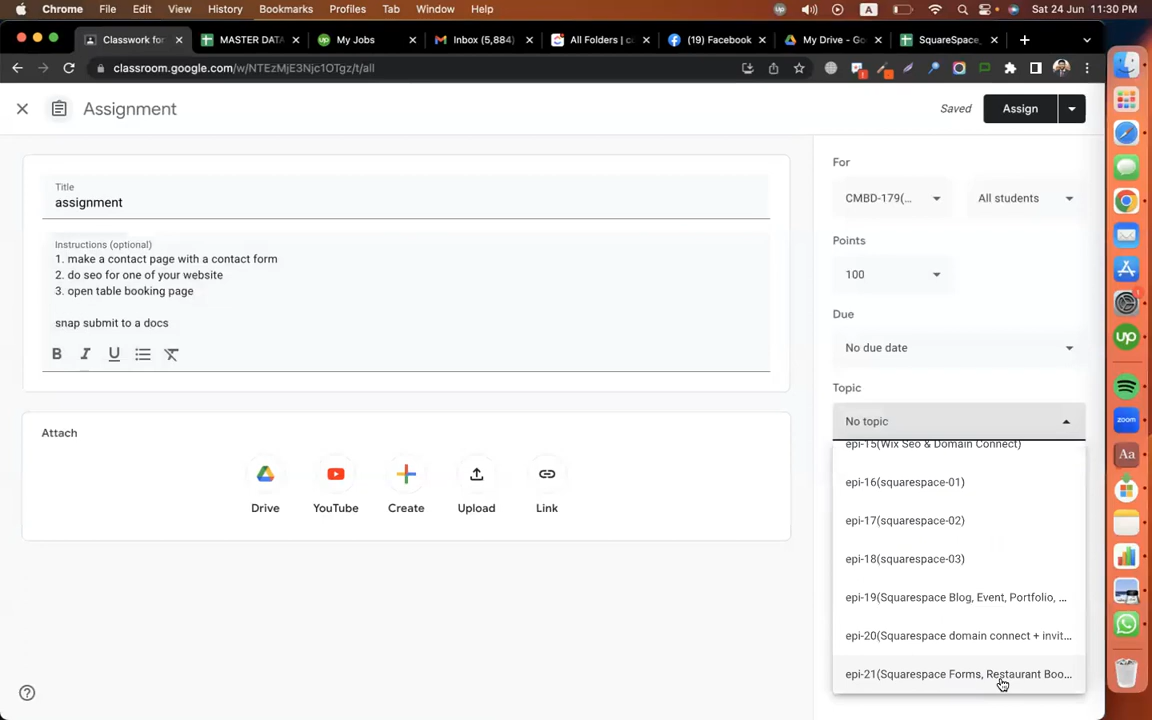 Chrome File Edit View History Bookmarks Profiles Tab Window Help
A
Sat 24 Jun 11:30 PM
Classwork for
MASTER DATA
My Jobs
Inbox (5,884)
All Folders | c
(19) Facebook
My Drive - Go
SquareSpace_
classroom.google.com/w/NTEzMjE3Njc1OTgz/t/all
Assignment
Saved
Assign
Title
assignment
Instructions (optional)
1. make a contact page with a contact form
2. do seo for one of your website
3. open table booking page
snap submit to a docs
B I U
Attach
Drive
YouTube
Create
Upload
Link
For
CMBD-179(...
All students
Points
100
Due
No due date
Topic
No topic
epi-15(Wix Seo & Domain Connect)
epi-16(squarespace-01)
epi-17(squarespace-02)
epi-18(squarespace-03)
epi-19(Squarespace Blog, Event, Portfolio, ...
epi-20(Squarespace domain connect + invit...
epi-21(Squarespace Forms, Restaurant Boo...
up
zoom
Aa